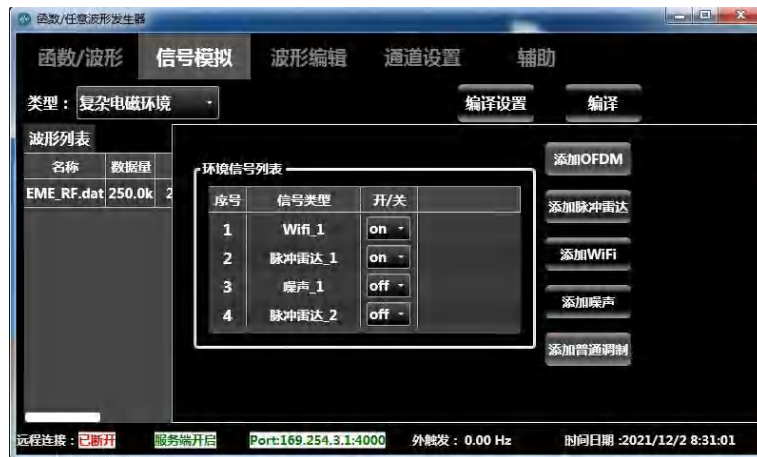 函数/任意波形发生器
函数/波形 信号模拟 波形编辑 通道设置 辅助
类型： 复杂电磁环境 编译设置 编译
波形列表
名称 数据量
EME_RF.dat 250.0k 2
环境信号列表
序号 信号类型 开/关
1 Wifi_1 on
2 脉冲雷达_1 on
3 噪声_1 off
4 脉冲雷达_2 off
添加OFDM
添加脉冲雷达
添加WiFi
添加噪声
添加普通调制
远程连接：已断开 服务端开启 Port:169.254.3.1:4000 外触发： 0.00 Hz 时间日期 :2021/12/2 8:31:01